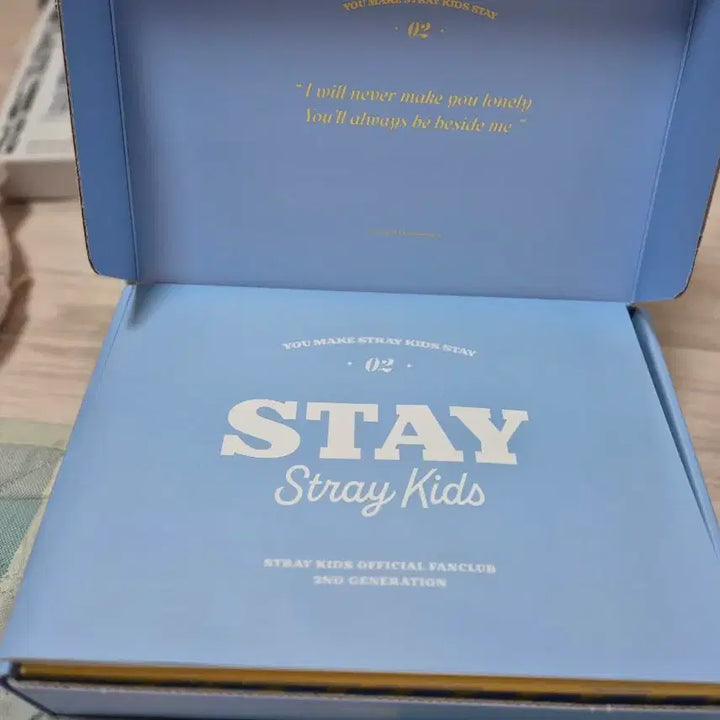 YOU MAKE STRAY KIDS STAY
· 02 ·
"I will never make you lonely
You'll always be beside me"
YOU MAKE STRAY KIDS STAY
· 02 ·
STAY
Stray Kids
STRAY KIDS OFFICIAL FANCLUB
2ND GENERATION